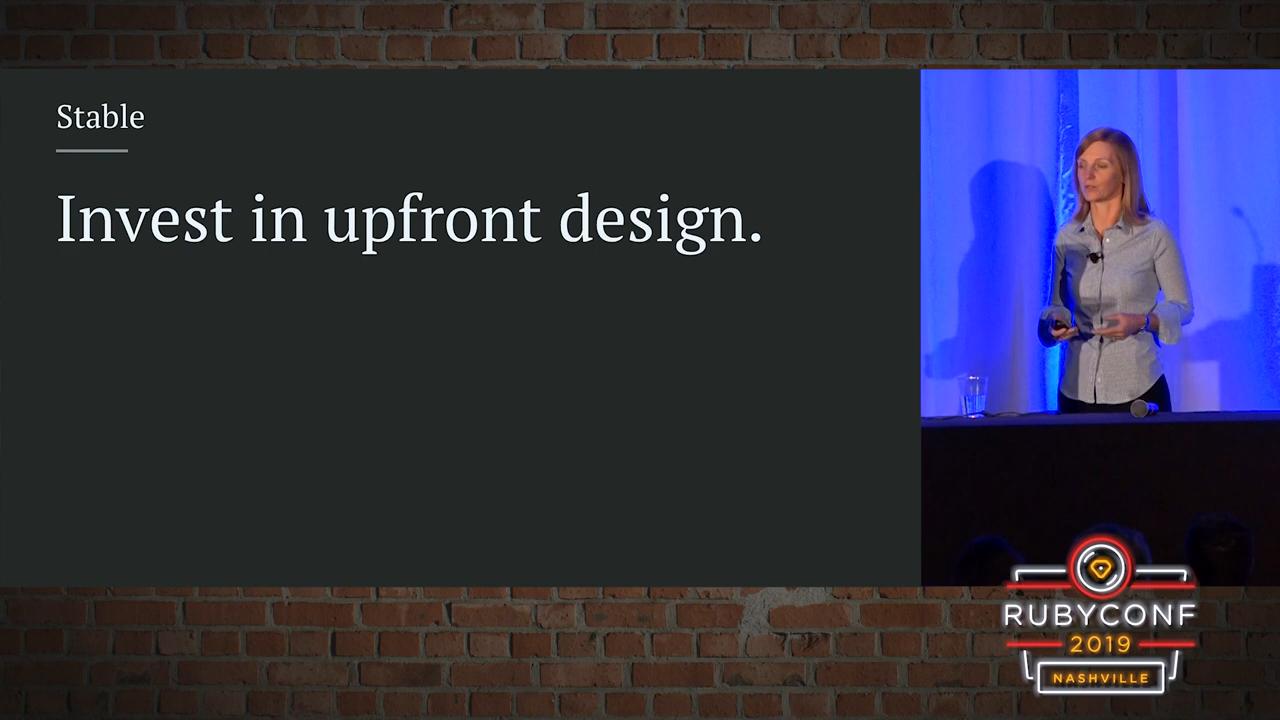 Stable
Invest in upfront design.
RUBYCONF
2019
NASHVILLE